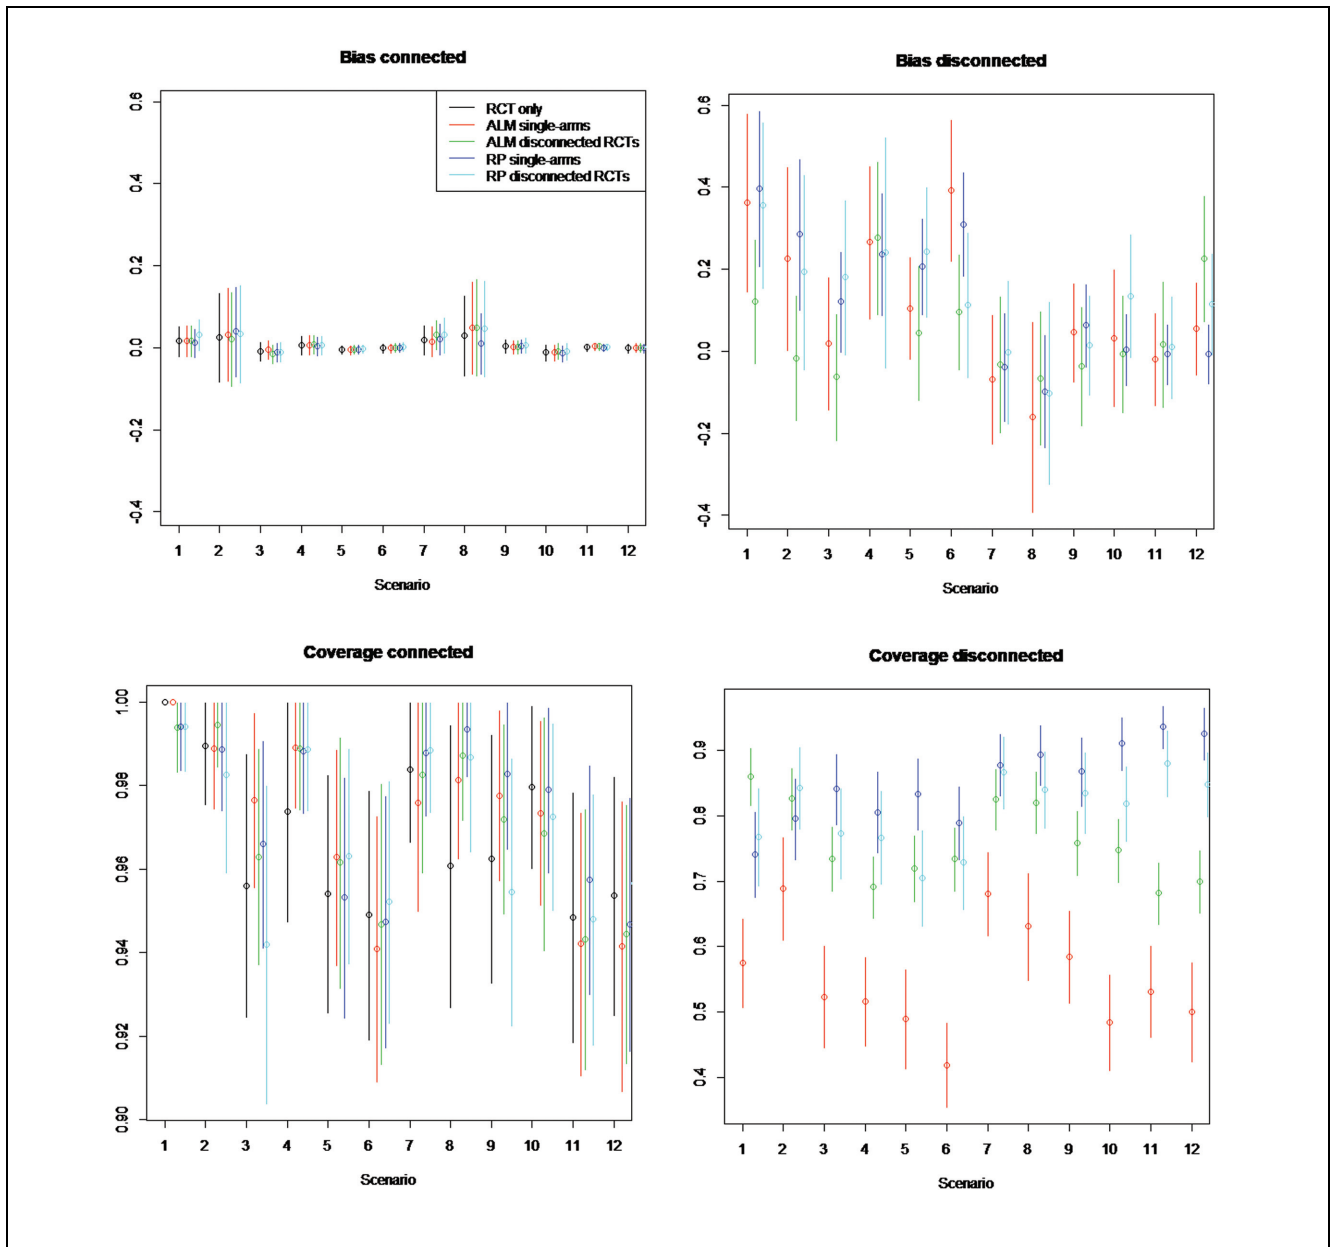 Bias connected
0.6
0.4
0.2
0.0
-0.2
-0.4
RCT only
ALM single-arms
ALM disconnected RCTs
RP single-arms
RP disconnected RCTs
1 2 3 4 5 6 7 8 9 10 11 12
Scenario
Bias disconnected
0.6
0.4
0.2
0.0
-0.2
-0.4
1 2 3 4 5 6 7 8 9 10 11 12
Scenario
Coverage connected
1.00
0.98
0.96
0.94
0.92
0.90
1 2 3 4 5 6 7 8 9 10 11 12
Scenario
Coverage disconnected
0.9
0.8
0.7
0.6
0.5
0.4
1 2 3 4 5 6 7 8 9 10 11 12
Scenario